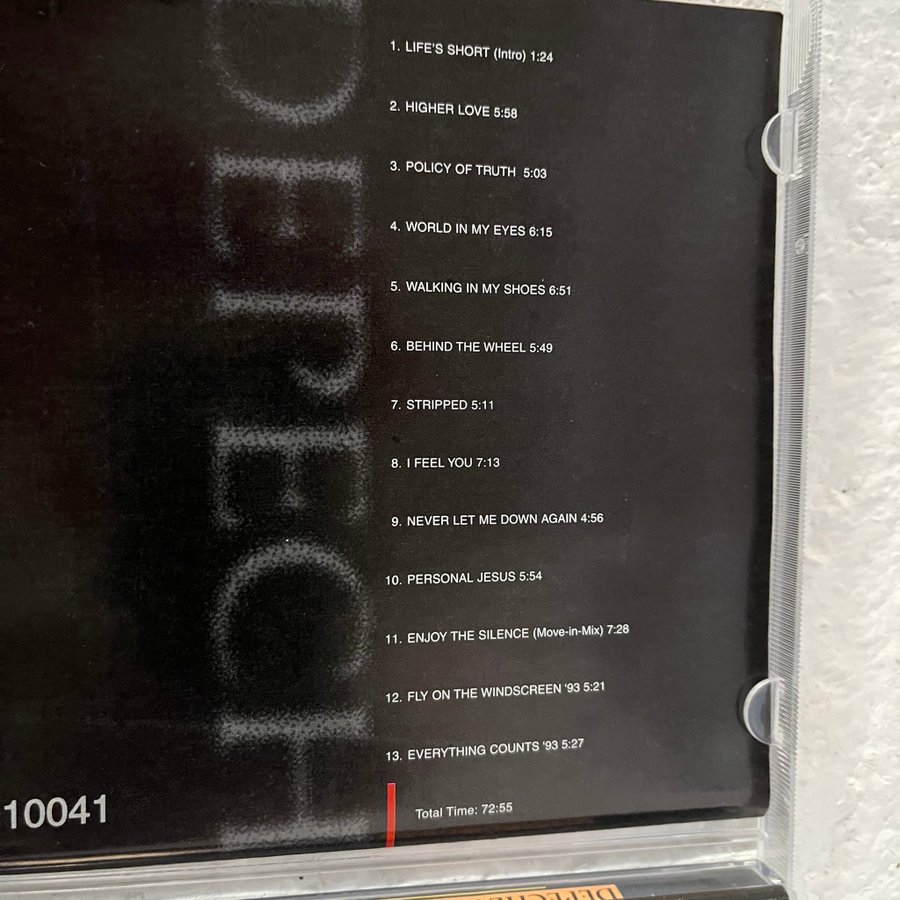 DEPECH
1. LIFE'S SHORT (Intro) 1:24
2. HIGHER LOVE 5:58
3. POLICY OF TRUTH 5:03
4. WORLD IN MY EYES 6:15
5. WALKING IN MY SHOES 6:51
6. BEHIND THE WHEEL 5:49
7. STRIPPED 5:11
8. I FEEL YOU 7:13
9. NEVER LET ME DOWN AGAIN 4:56
10. PERSONAL JESUS 5:54
11. ENJOY THE SILENCE (Move-in-Mix) 7:28
12. FLY ON THE WINDSCREEN '93 5:21
13. EVERYTHING COUNTS '93 5:27
Total Time: 72:55
10041
DEPECHE